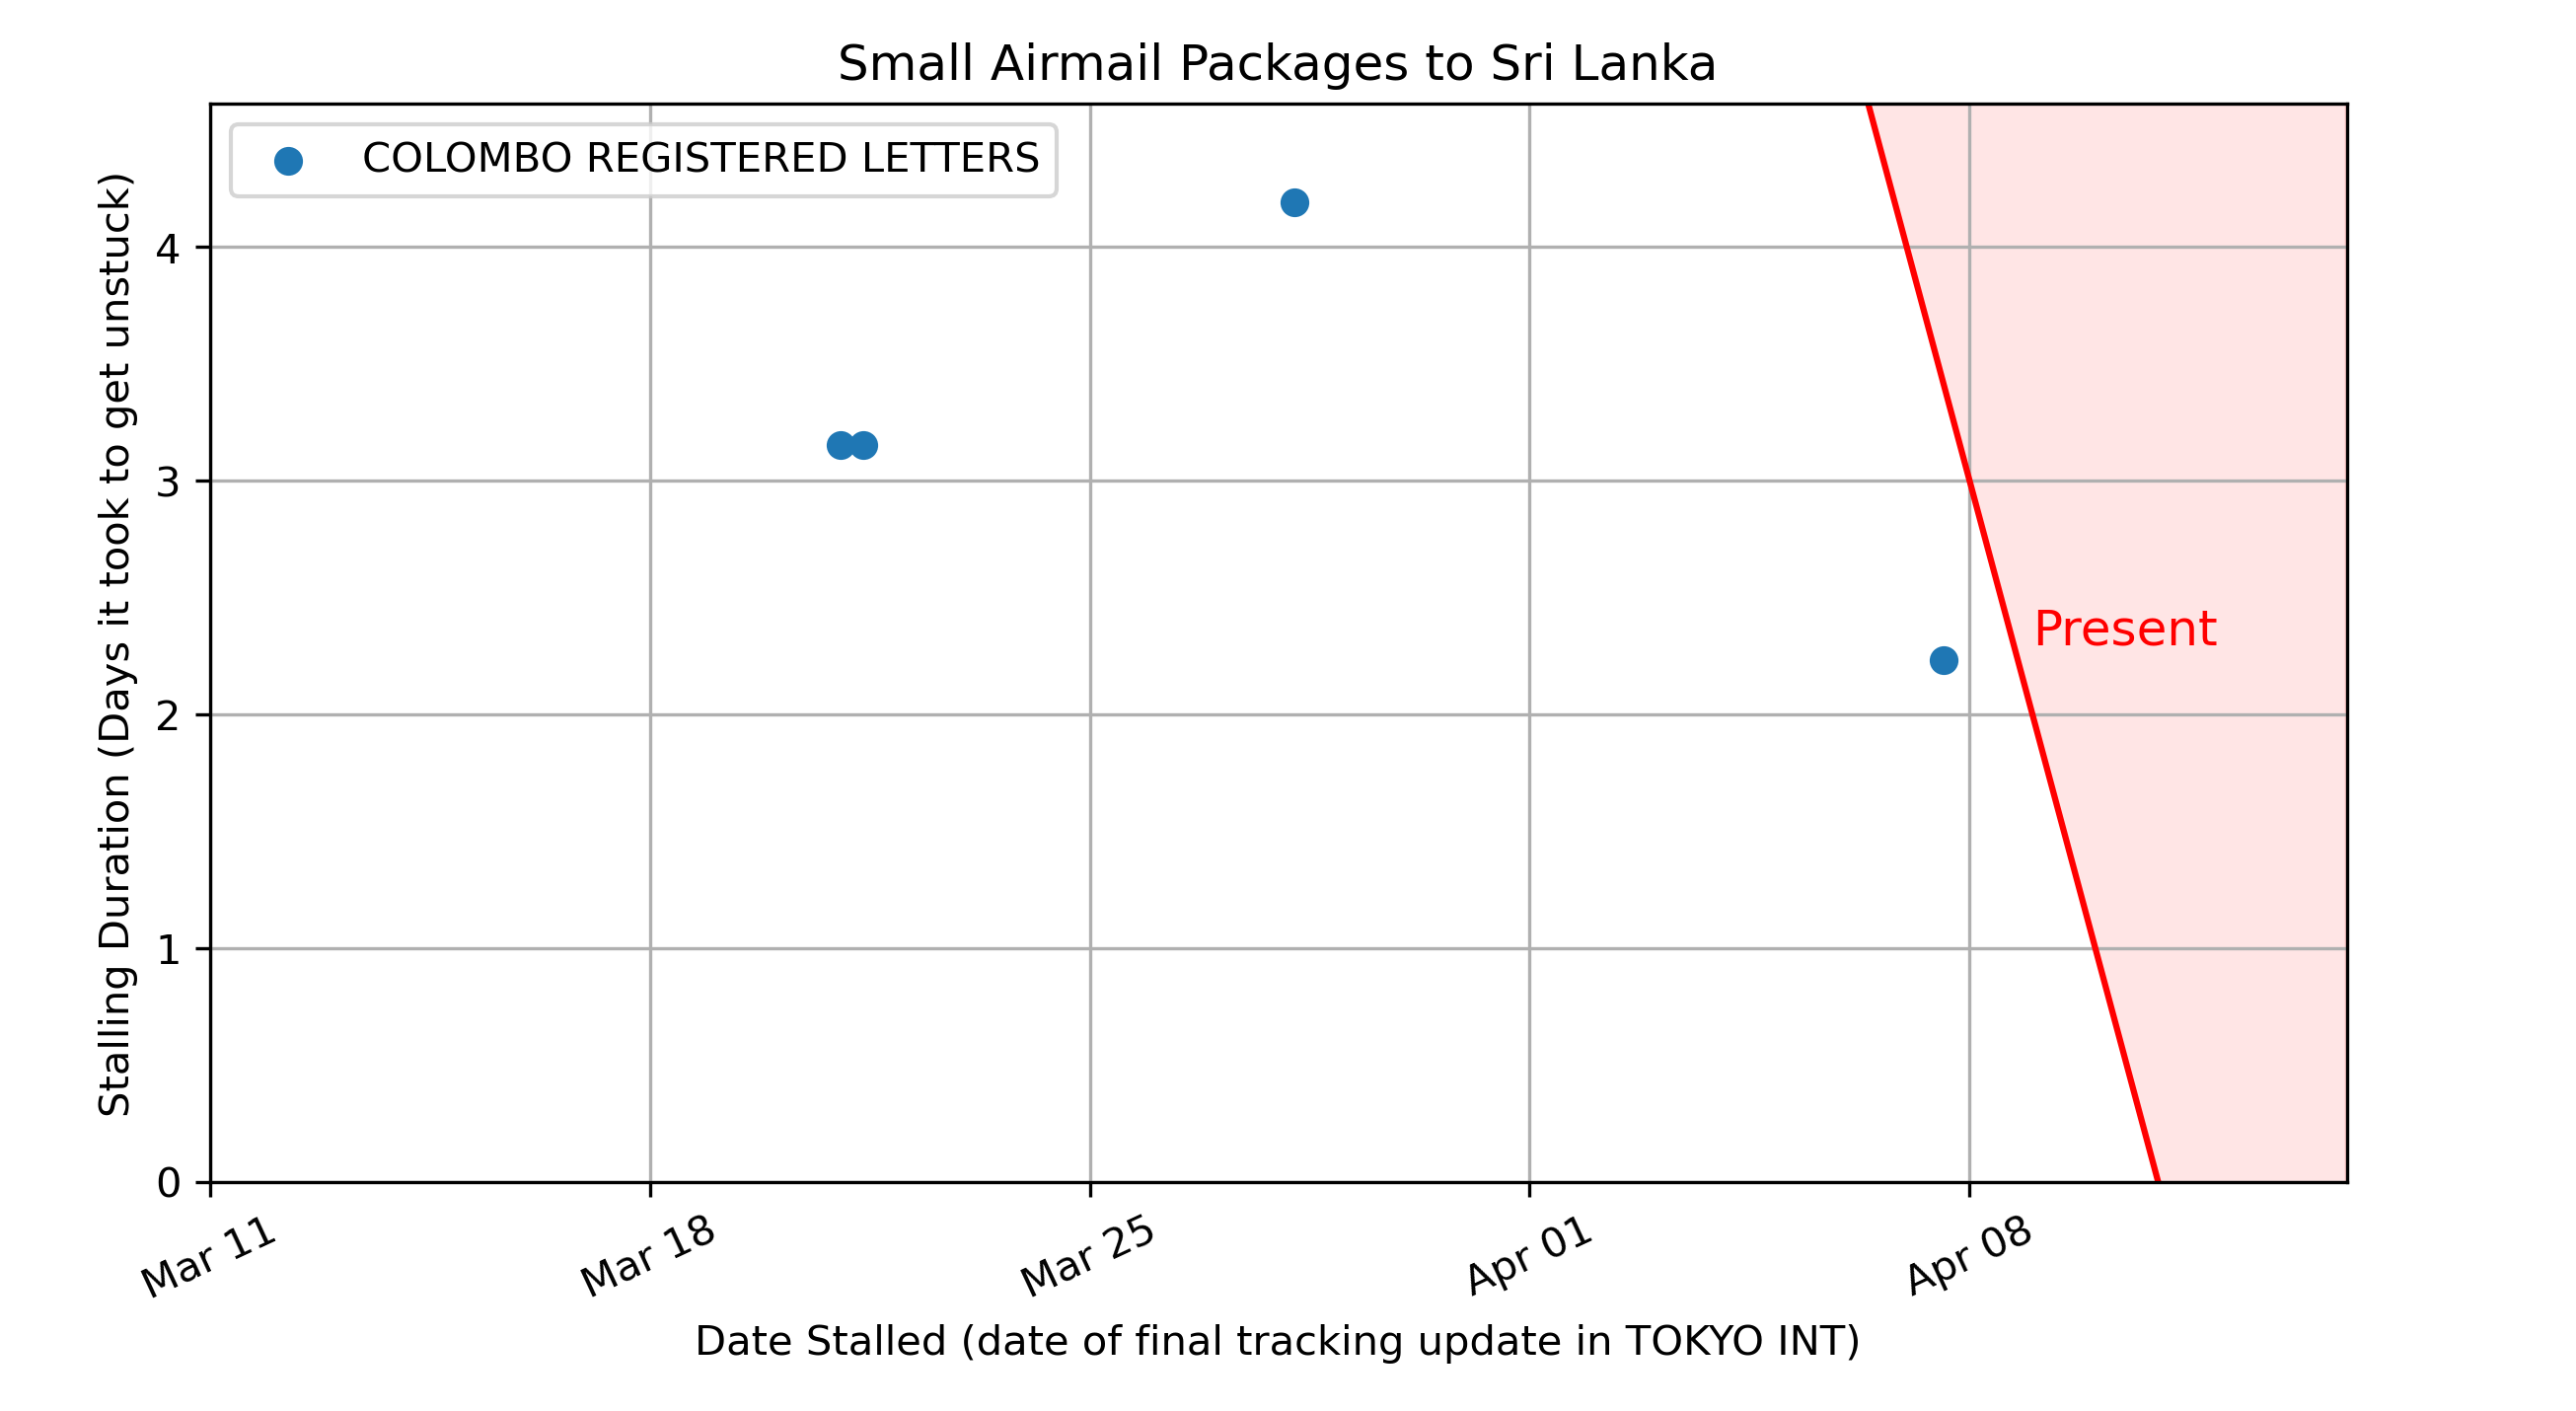 Small Airmail Packages to Sri Lanka
COLOMBO REGISTERED LETTERS
Stalling Duration (Days it took to get unstuck)
4
3
2
1
0
Present
Mar 11
Mar 18
Mar 25
Apr 01
Apr 08
Date Stalled (date of final tracking update in TOKYO INT)